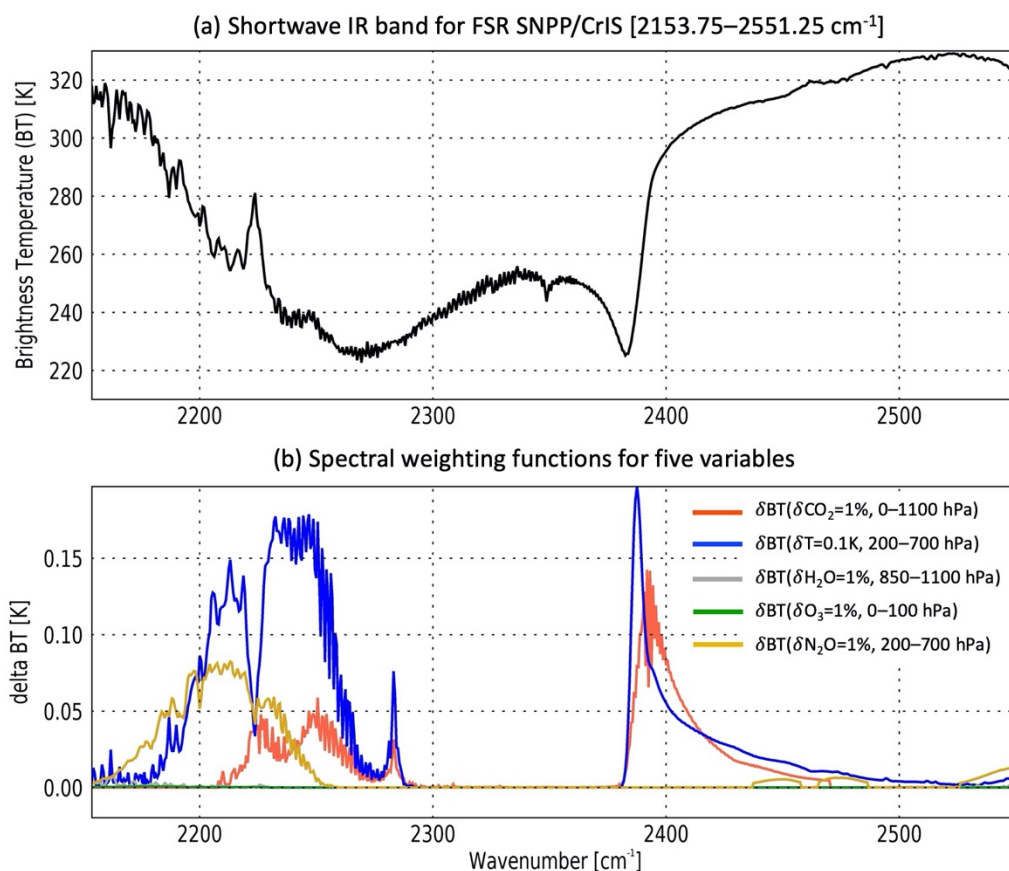 (a) Shortwave IR band for FSR SNPP/CrIS [2153.75–2551.25 cm⁻¹]
Brightness Temperature (BT) [K]
320
300
280
260
240
220
2200
2300
2400
2500
(b) Spectral weighting functions for five variables
delta BT [K]
0.15
0.10
0.05
0.00
δBT(δCO₂=1%, 0–1100 hPa)
δBT(δT=0.1K, 200–700 hPa)
δBT(δH₂O=1%, 850–1100 hPa)
δBT(δO₃=1%, 0–100 hPa)
δBT(δN₂O=1%, 200–700 hPa)
2200
2300
2400
2500
Wavenumber [cm⁻¹]